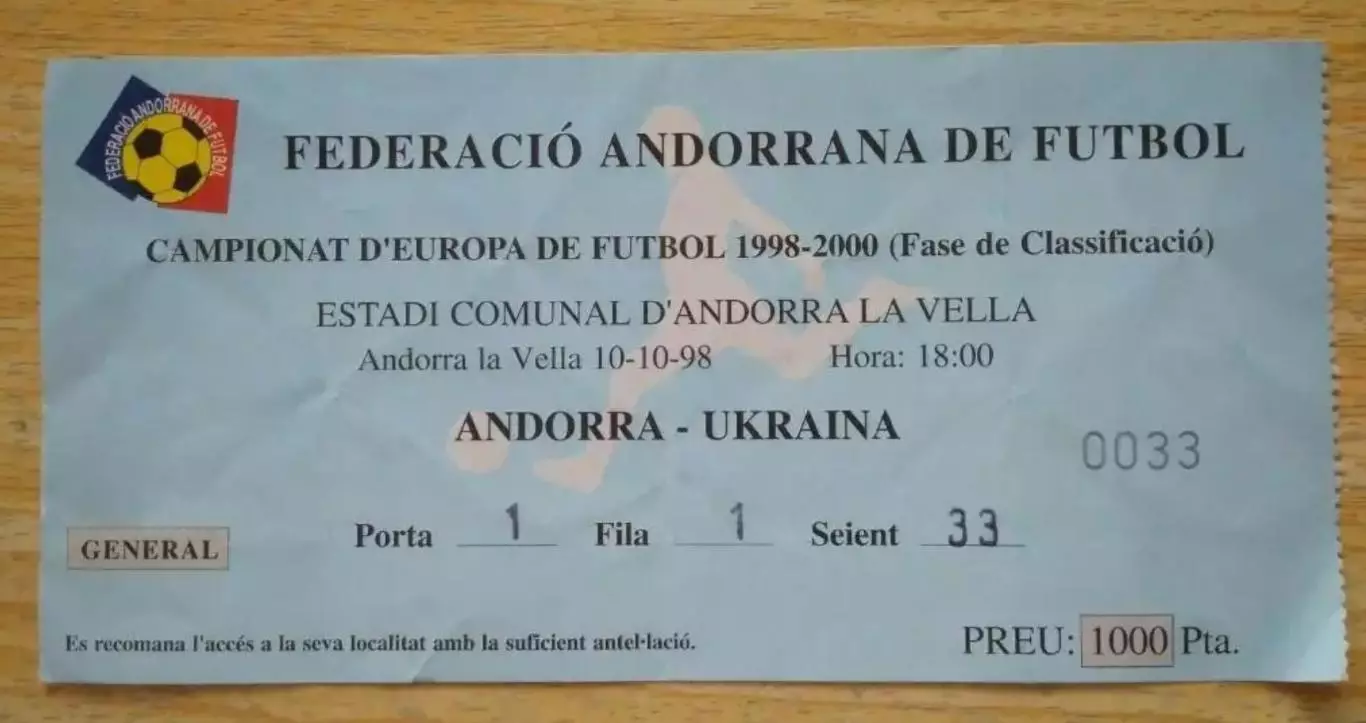 FEDERACIÓ ANDORRANA DE FUTBOL
FEDERACIÓ ANDORRANA DE FUTBOL
CAMPIONAT D'EUROPA DE FUTBOL 1998-2000 (Fase de Classificació)
ESTADI COMUNAL D'ANDORRA LA VELLA
Andorra la Vella 10-10-98 Hora: 18:00
ANDORRA - UKRAINA
0033
GENERAL Porta 1 Fila 1 Seient 33
Es recomana l'accés a la seva localitat amb la suficient antel·lació.
PREU: 1000 Pta.